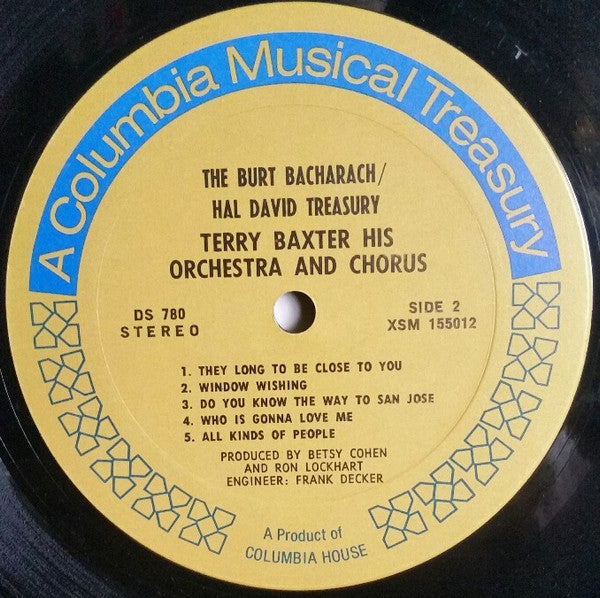 A Columbia Musical Treasury
THE BURT BACHARACH/
HAL DAVID TREASURY
TERRY BAXTER HIS
ORCHESTRA AND CHORUS
DS 780
STEREO
SIDE 2
XSM 155012
1. THEY LONG TO BE CLOSE TO YOU
2. WINDOW WISHING
3. DO YOU KNOW THE WAY TO SAN JOSE
4. WHO IS GONNA LOVE ME
5. ALL KINDS OF PEOPLE
PRODUCED BY BETSY COHEN
AND RON LOCKHART
ENGINEER: FRANK DECKER
A Product of
COLUMBIA HOUSE